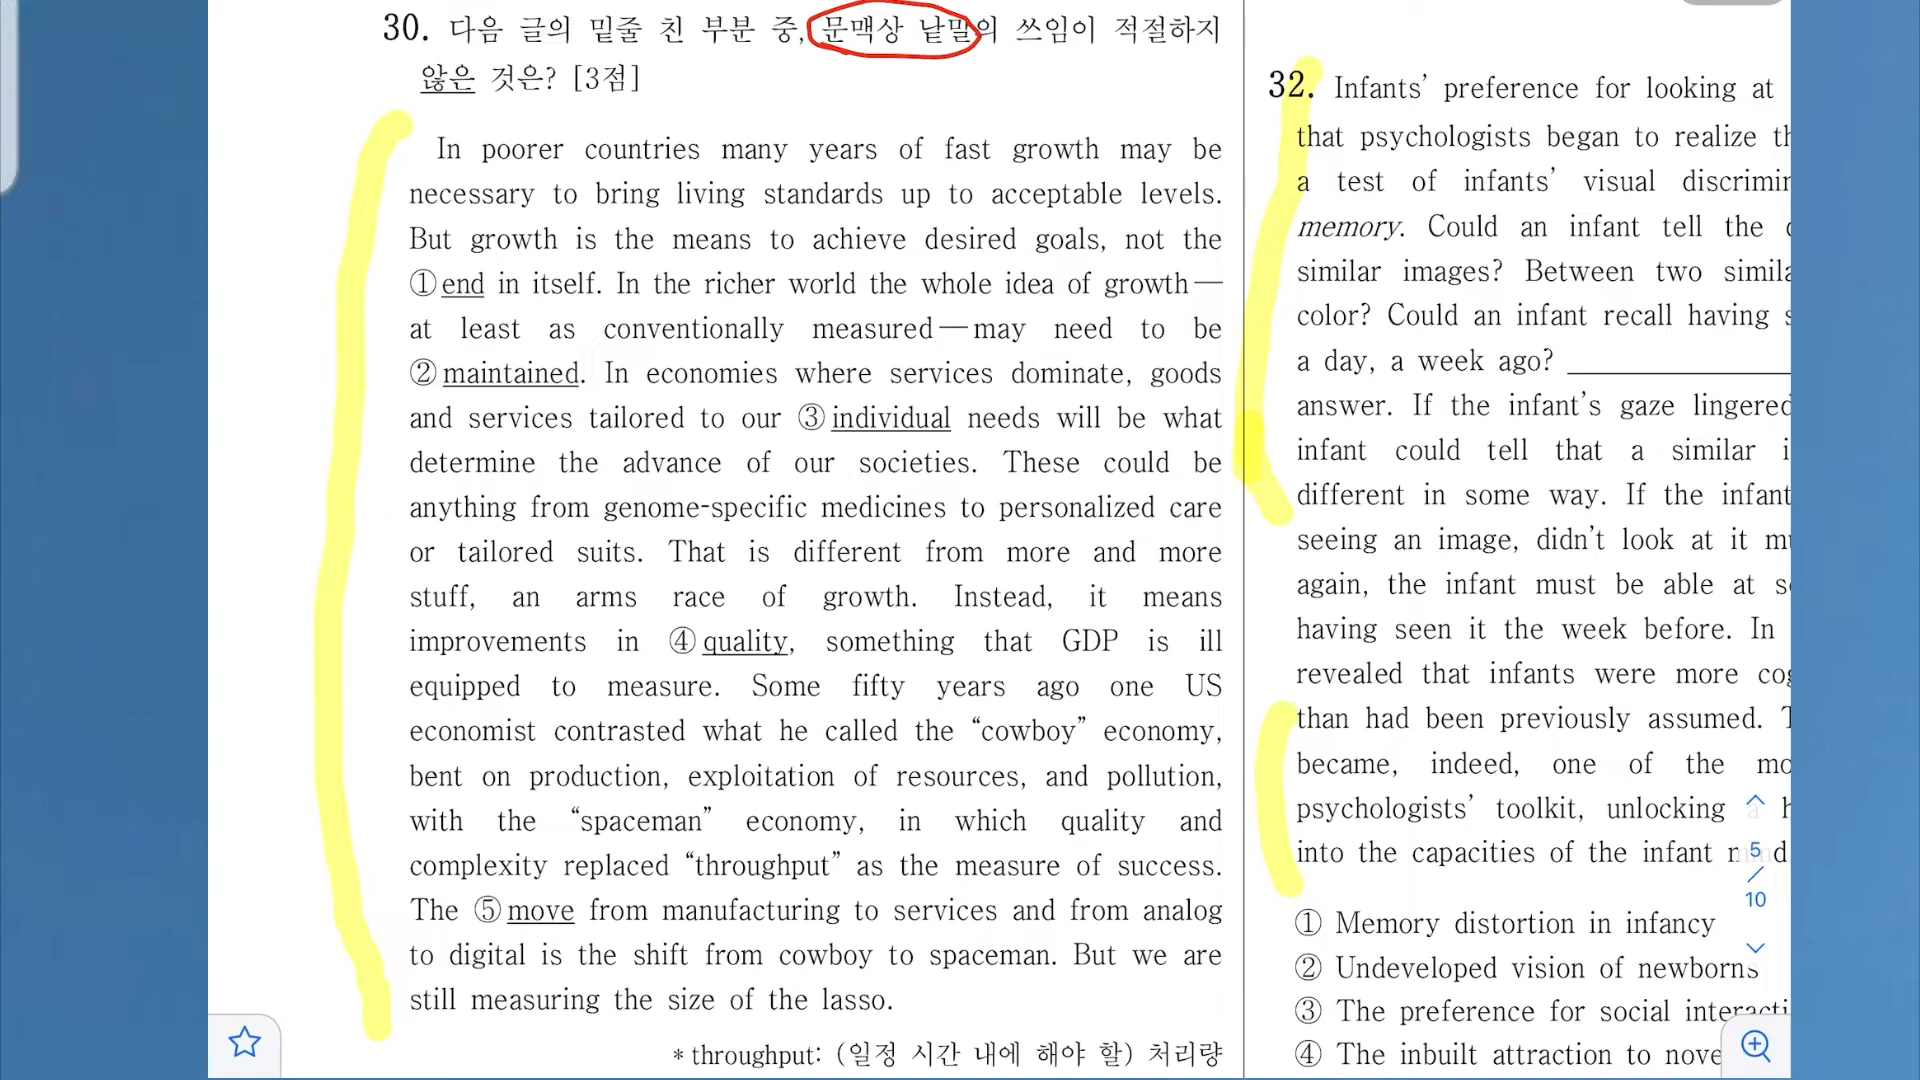 30. 다음 글의 밑줄 친 부분 중, 문맥상 낱말의 쓰임이 적절하지
않은 것은? [3점]
In poorer countries many years of fast growth may be
necessary to bring living standards up to acceptable levels.
But growth is the means to achieve desired goals, not the
① end in itself. In the richer world the whole idea of growth—
at least as conventionally measured—may need to be
② maintained. In economies where services dominate, goods
and services tailored to our ③ individual needs will be what
determine the advance of our societies. These could be
anything from genome-specific medicines to personalized care
or tailored suits. That is different from more and more
stuff, an arms race of growth. Instead, it means
improvements in ④ quality, something that GDP is ill
equipped to measure. Some fifty years ago one US
economist contrasted what he called the “cowboy” economy,
bent on production, exploitation of resources, and pollution,
with the “spaceman” economy, in which quality and
complexity replaced “throughput” as the measure of success.
The ⑤ move from manufacturing to services and from analog
to digital is the shift from cowboy to spaceman. But we are
still measuring the size of the lasso.
* throughput: (일정 시간 내에 해야 할) 처리량
32. Infants’ preference for looking at
that psychologists began to realize
a test of infants’ visual
memory. Could an infant tell the
similar images? Between two
color? Could an infant recall having
a day, a week ago?
answer. If the infant’s gaze lingered
infant could tell that a similar
different in some way. If the infant
seeing an image, didn’t look at it
again, the infant must be able at
having seen it the week before. In
revealed that infants were more
than had been previously assumed.
became, indeed, one of the
psychologists’ toolkit, unlocking a
into the capacities of the infant mind
① Memory distortion in infancy
② Undeveloped vision of newborns
③ The preference for social
④ The inbuilt attraction to
5
/
10